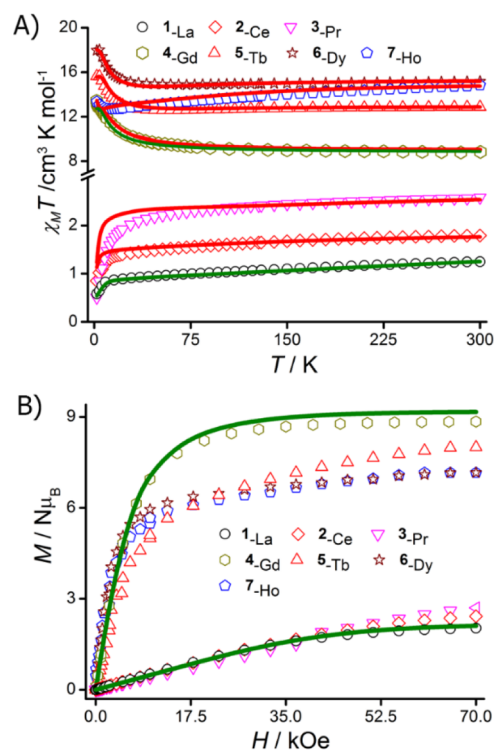 A)
1-La 2-Ce 3-Pr
4-Gd 5-Tb 6-Dy 7-Ho
χMT /cm³ K mol⁻¹
20
16
12
8
2
1
0
0 75 150 225 300
T / K
B)
M / NμB
9
6
3
0
1-La 2-Ce 3-Pr
4-Gd 5-Tb 6-Dy
7-Ho
0.0 17.5 35.0 52.5 70.0
H / kOe